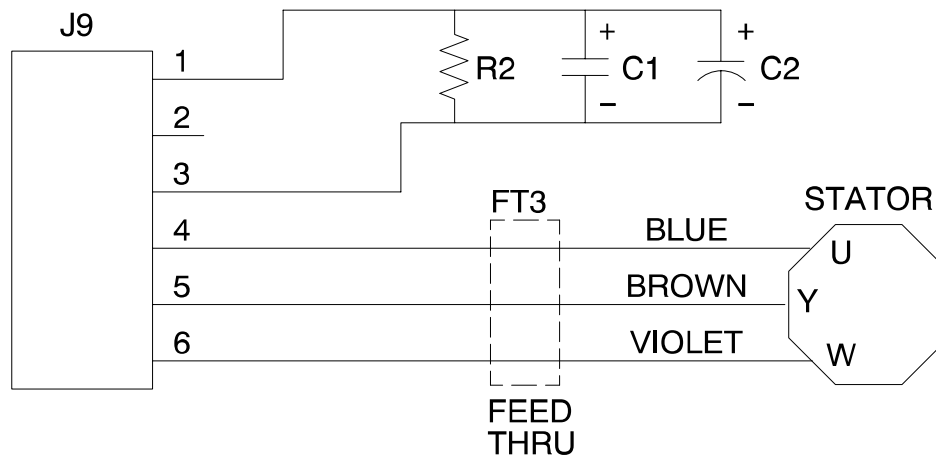 J9
1
2
3
4
5
6
R2
+
C1
–
+
C2
–
FT3
FEED
THRU
BLUE
BROWN
VIOLET
STATOR
U
Y
W